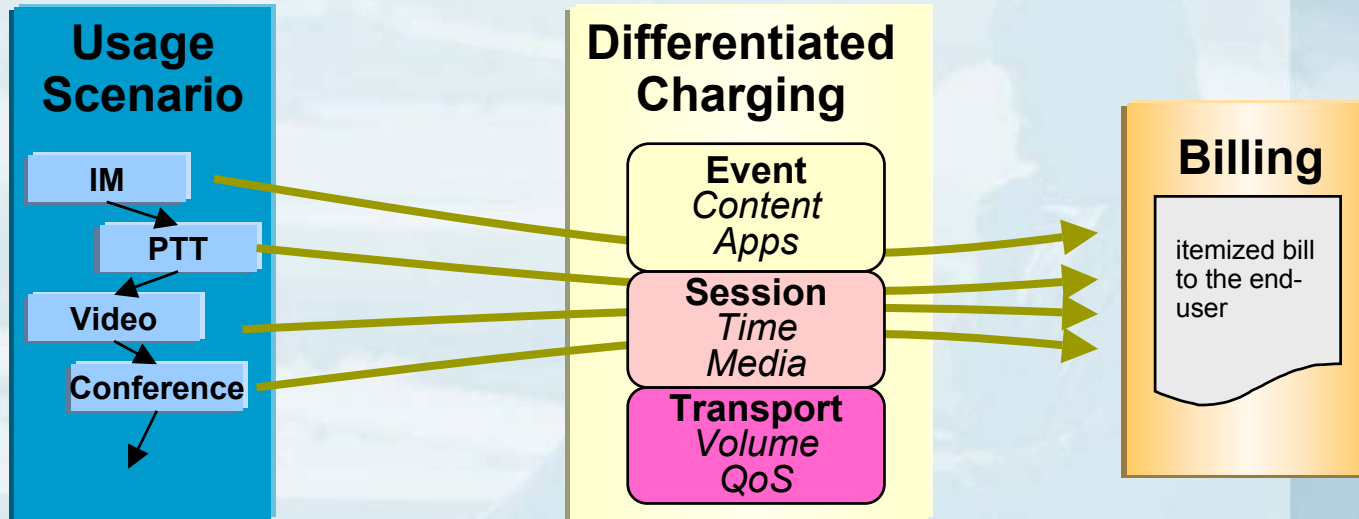 Usage
Scenario
IM
PTT
Video
Conference
Differentiated
Charging
Event
Content
Apps
Session
Time
Media
Transport
Volume
QoS
Billing
itemized bill
to the end-
user